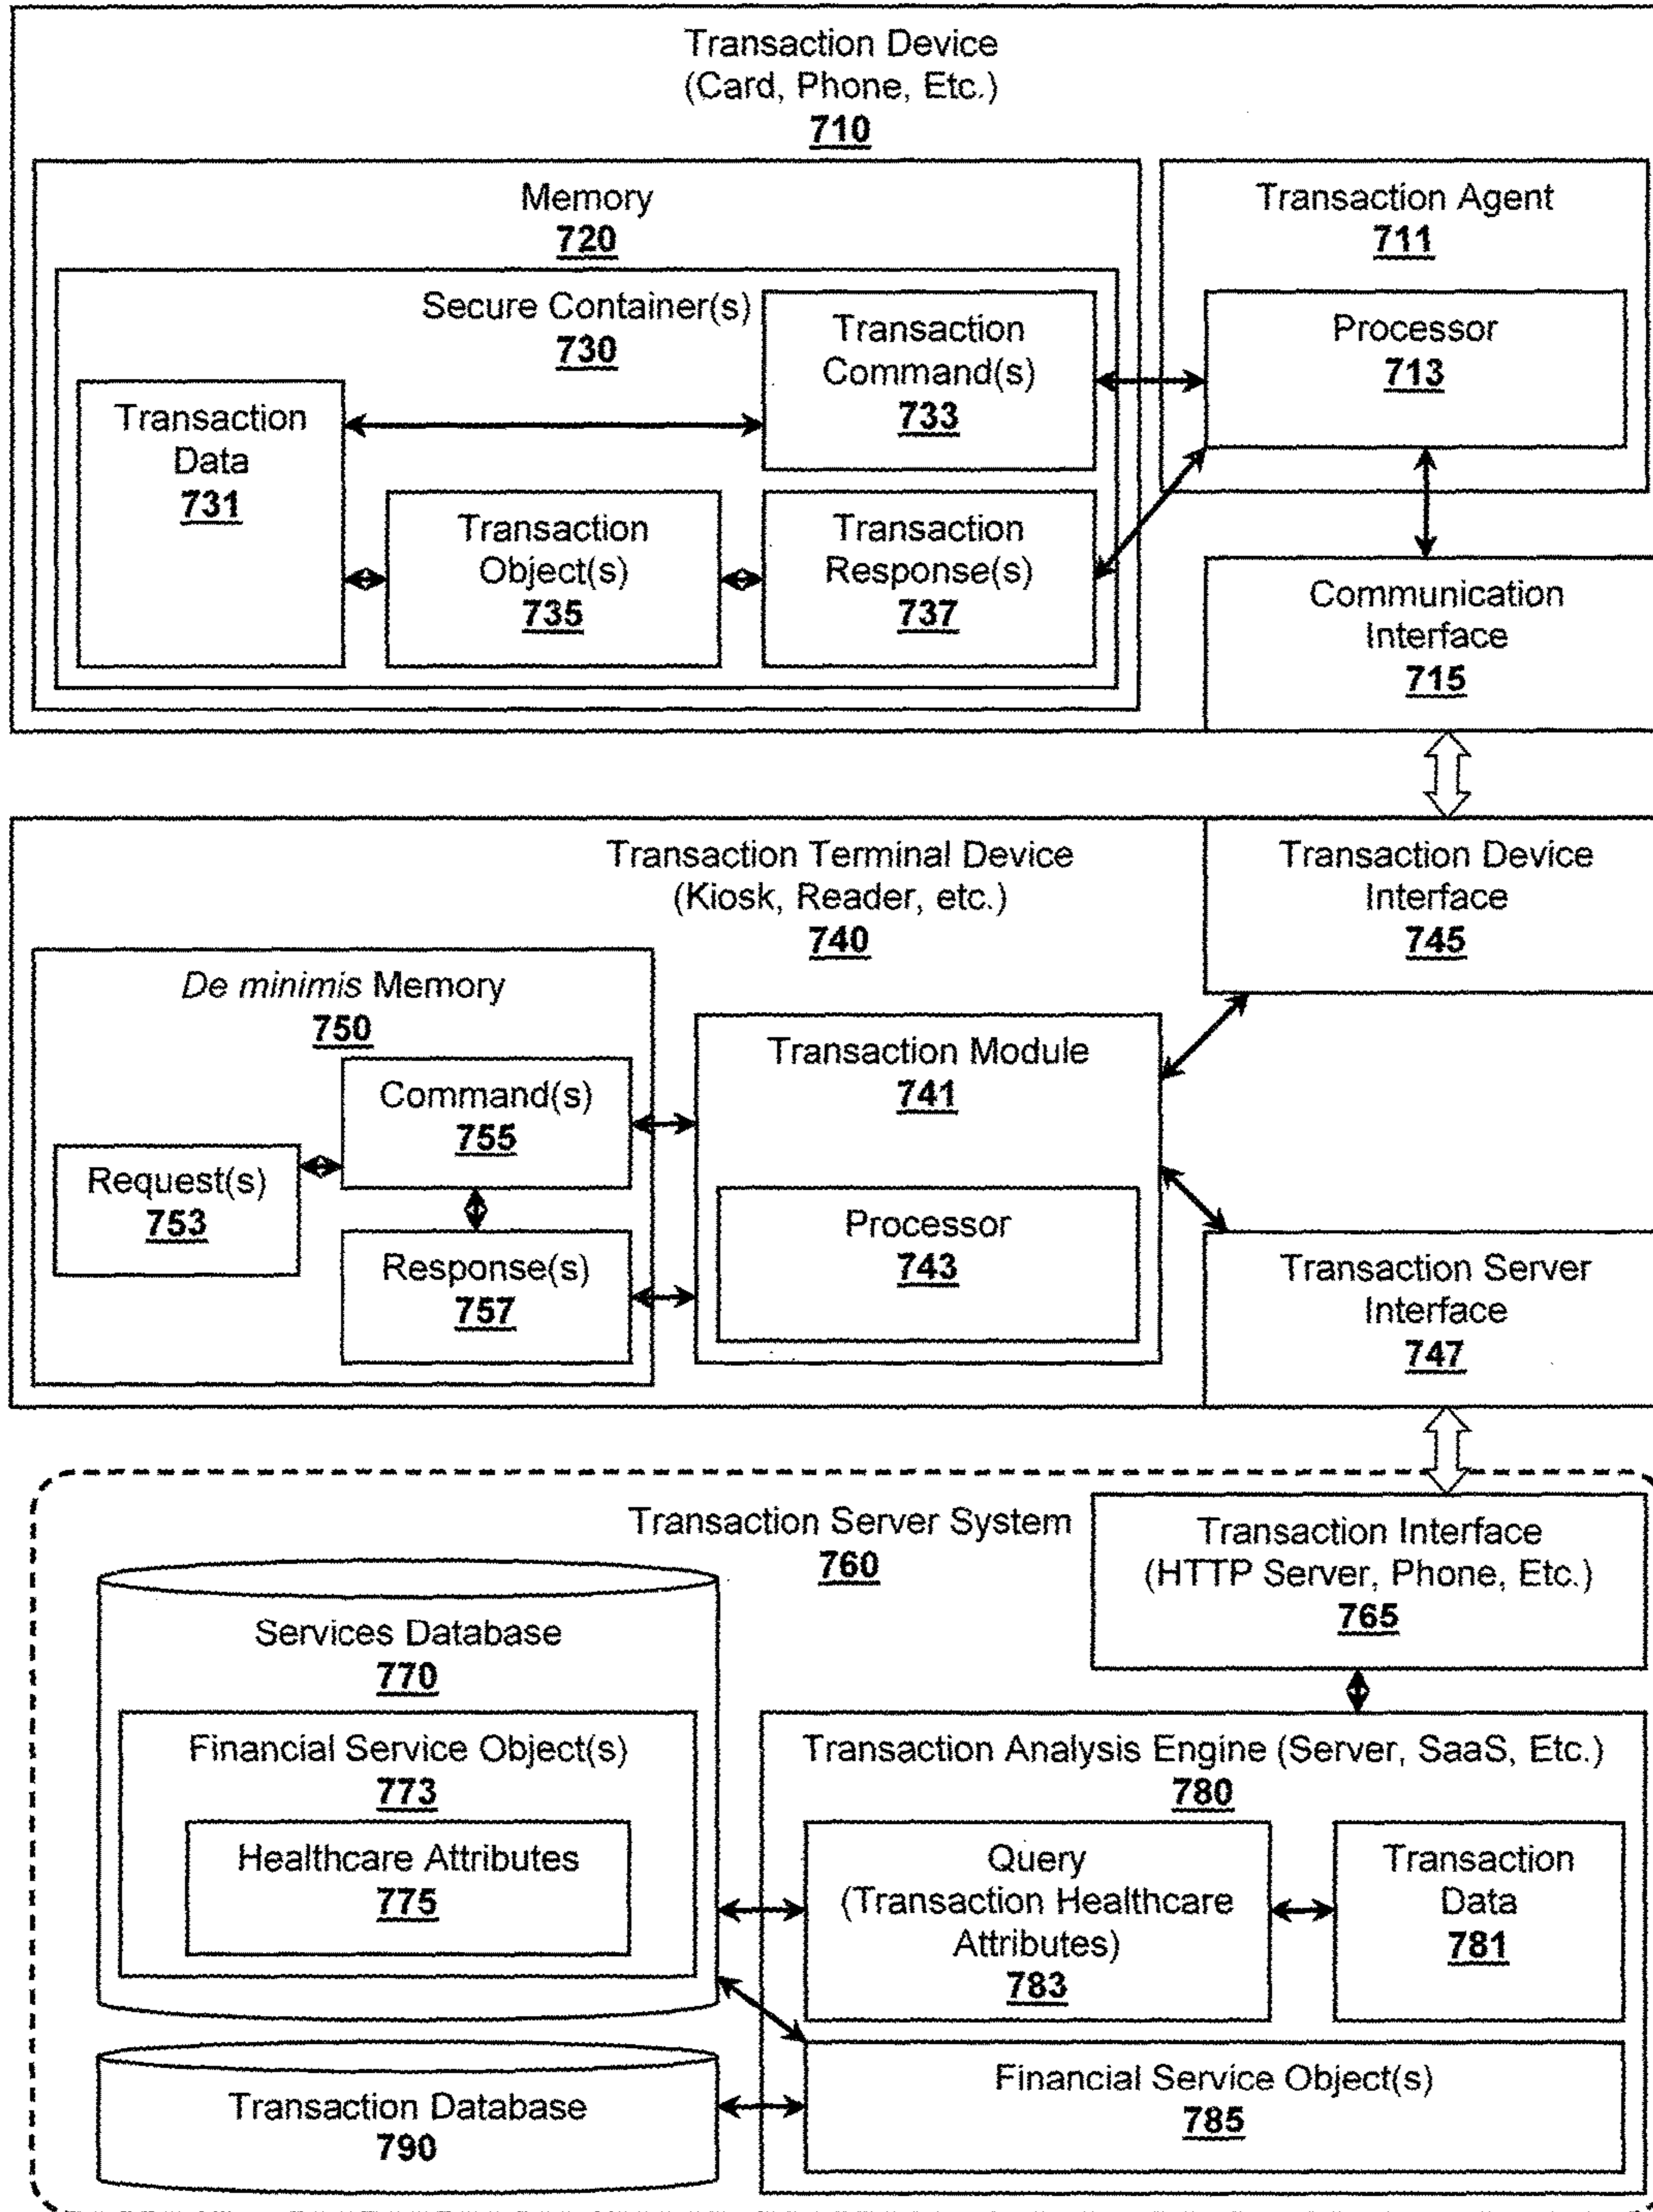 Transaction Device
(Card, Phone, Etc.)
710
Memory
720
Secure Container(s)
730
Transaction
Command(s)
733
Transaction
Data
731
Transaction
Object(s)
735
Transaction
Response(s)
737
Transaction Agent
711
Processor
713
Communication
Interface
715
Transaction Terminal Device
(Kiosk, Reader, etc.)
740
Transaction Device
Interface
745
De minimis Memory
750
Command(s)
755
Request(s)
753
Response(s)
757
Transaction Module
741
Processor
743
Transaction Server
Interface
747
Transaction Server System
760
Transaction Interface
(HTTP Server, Phone, Etc.)
765
Services Database
770
Financial Service Object(s)
773
Healthcare Attributes
775
Transaction Analysis Engine (Server, SaaS, Etc.)
780
Query
(Transaction Healthcare
Attributes)
783
Transaction
Data
781
Financial Service Object(s)
785
Transaction Database
790